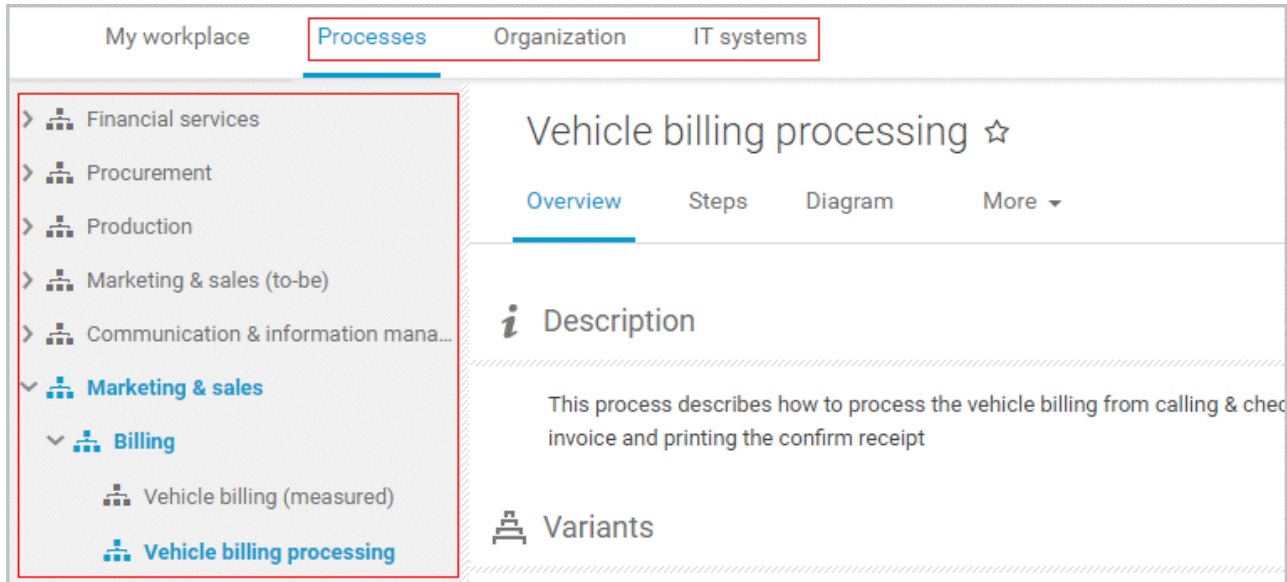 My workplace Processes Organization IT systems
Financial services
Procurement
Production
Marketing & sales (to-be)
Communication & information mana...
Marketing & sales
Billing
Vehicle billing (measured)
Vehicle billing processing
Vehicle billing processing
Overview Steps Diagram More
Description
This process describes how to process the vehicle billing from calling & chec
invoice and printing the confirm receipt
Variants